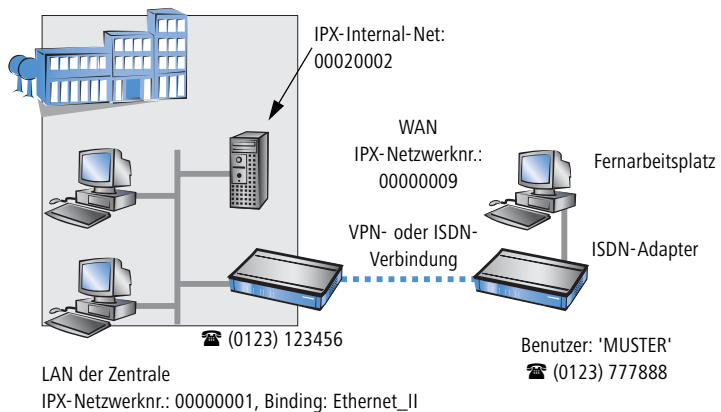 IPX-Internal-Net:
00020002
WAN
IPX-Netzwerknr.:
00000009
Fernarbeitsplatz
VPN- oder ISDN-
Verbindung
ISDN-Adapter
☎ (0123) 123456
Benutzer: 'MUSTER'
☎ (0123) 777888
LAN der Zentrale
IPX-Netzwerknr.: 00000001, Binding: Ethernet_II